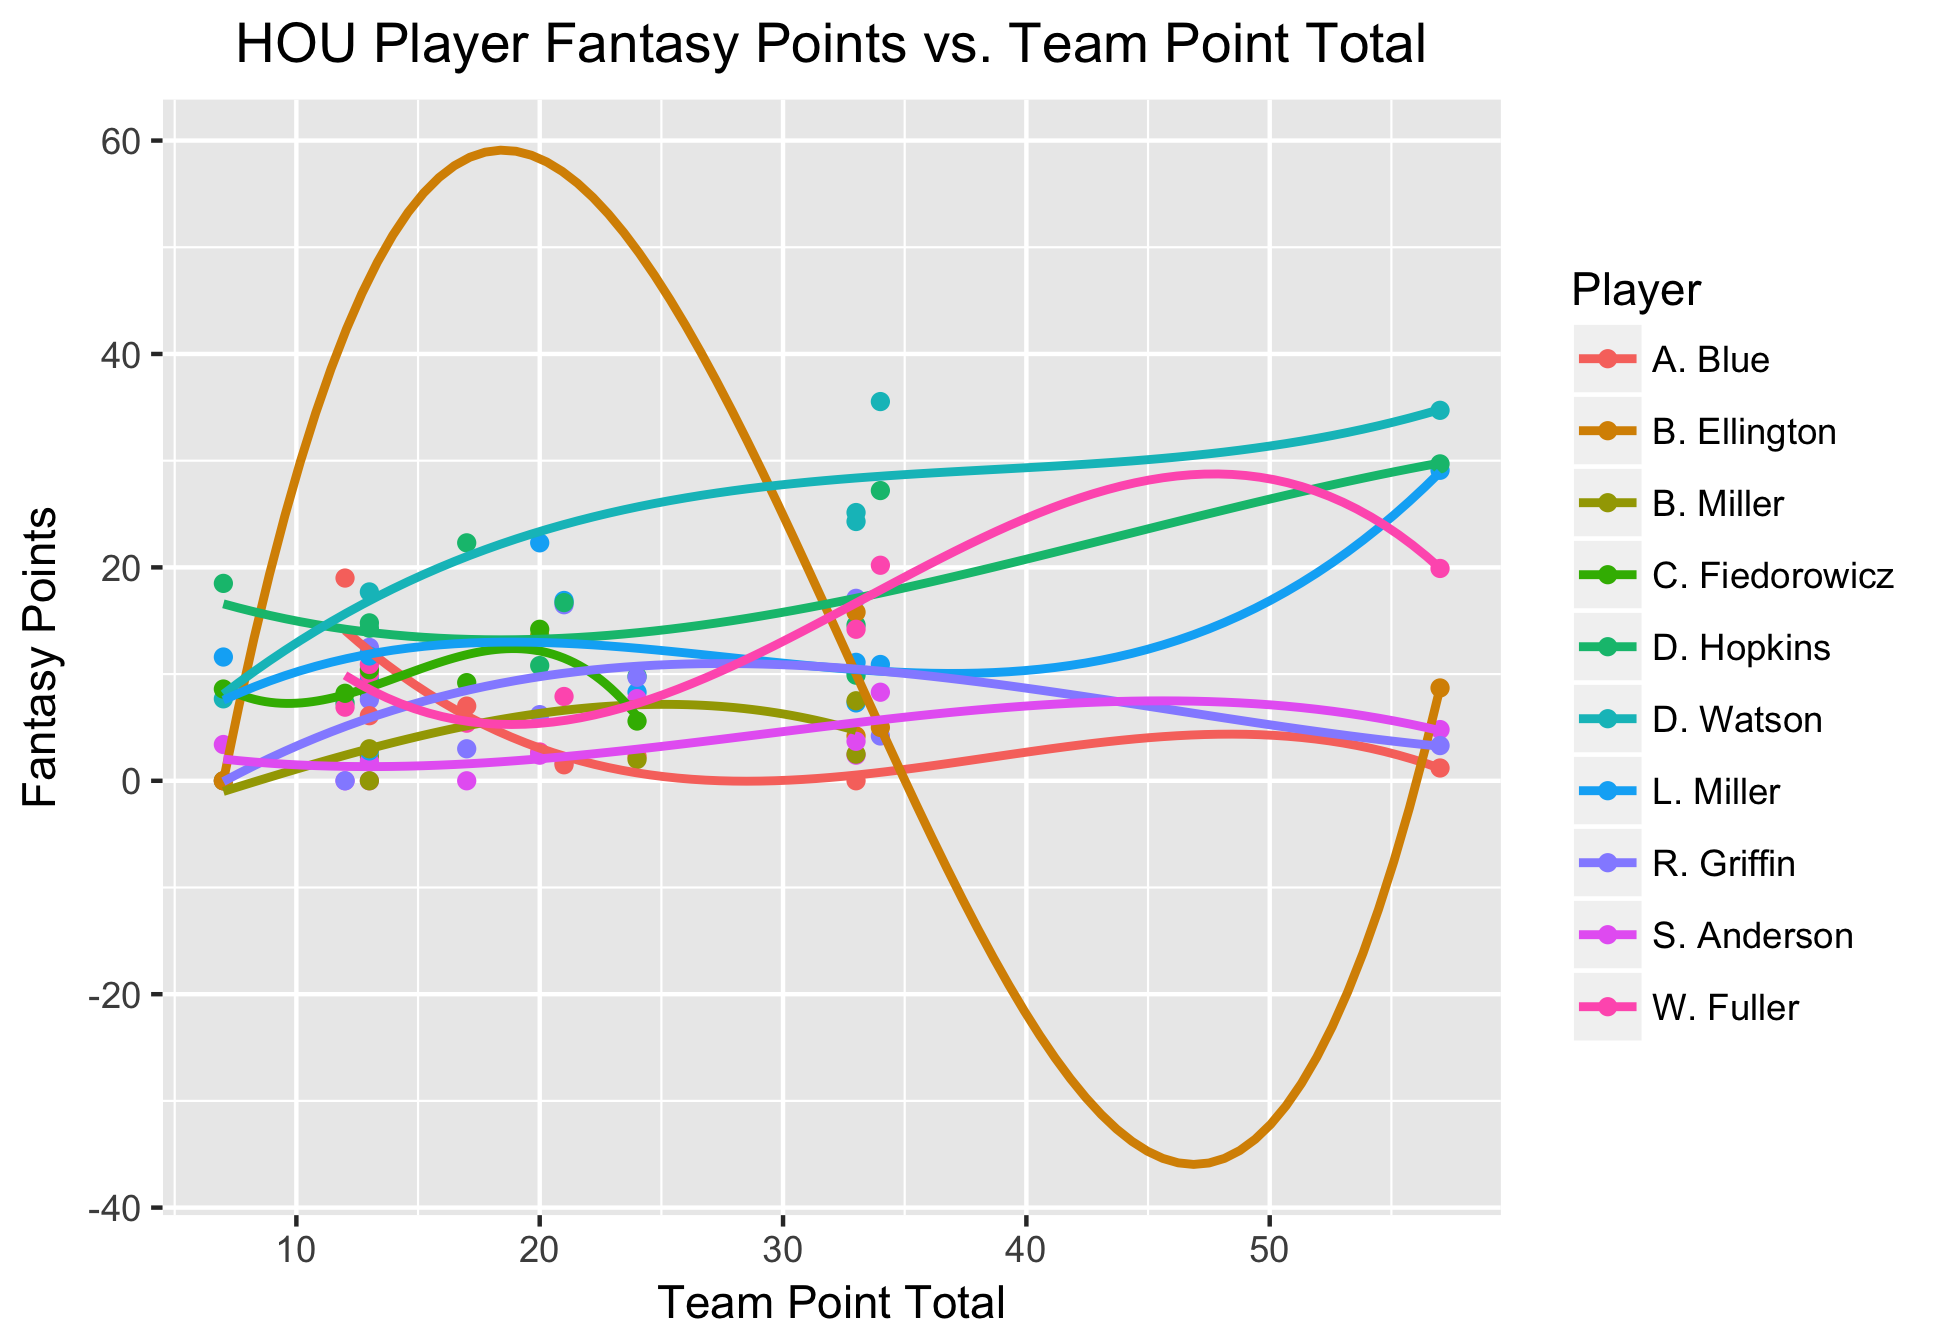 HOU Player Fantasy Points vs. Team Point Total
Fantasy Points
60
40
20
0
-20
-40
10 20 30 40 50
Team Point Total
Player
A. Blue
B. Ellington
B. Miller
C. Fiedorowicz
D. Hopkins
D. Watson
L. Miller
R. Griffin
S. Anderson
W. Fuller